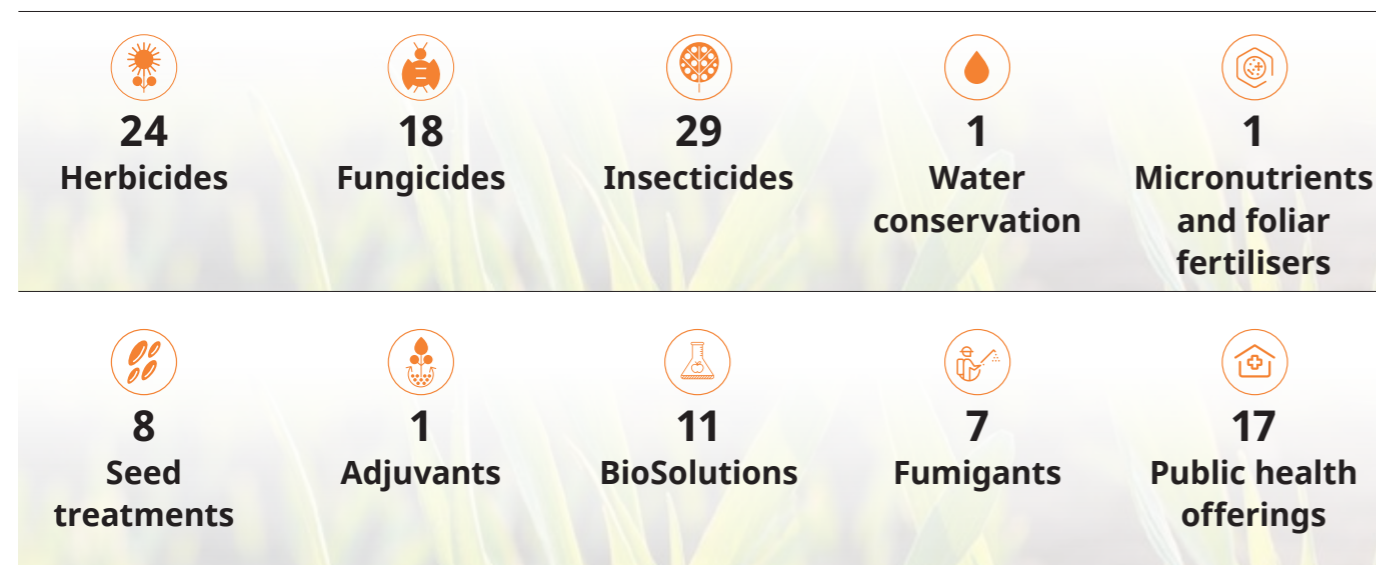 24
Herbicides
18
Fungicides
29
Insecticides
1
Water
conservation
1
Micronutrients
and foliar
fertilisers
8
Seed
treatments
1
Adjuvants
11
BioSolutions
7
Fumigants
17
Public health
offerings